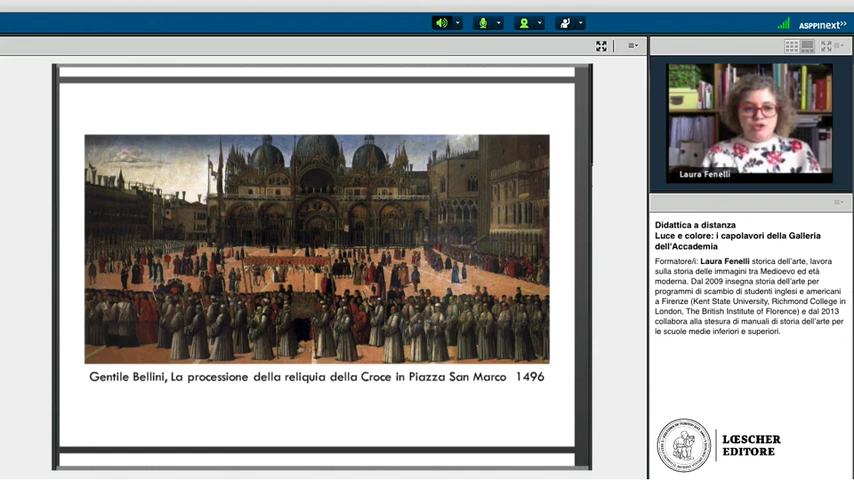 ASPPInext>>
Laura Fenelli
Gentile Bellini, La processione della reliquia della Croce in Piazza San Marco 1496
Didattica a distanza
Luce e colore: i capolavori della Galleria
dell'Accademia
Formatore/i: Laura Fenelli storica dell'arte, lavora
sulla storia delle immagini tra Medioevo ed età
moderna. Dal 2009 insegna storia dell'arte per
programmi di scambio di studenti inglesi e americani
a Firenze (Kent State University, Richmond College in
London, The British Institute of Florence) e dal 2013
collabora alla stesura di manuali di storia dell'arte per
le scuole medie inferiori e superiori.
LŒSCHER
EDITORE